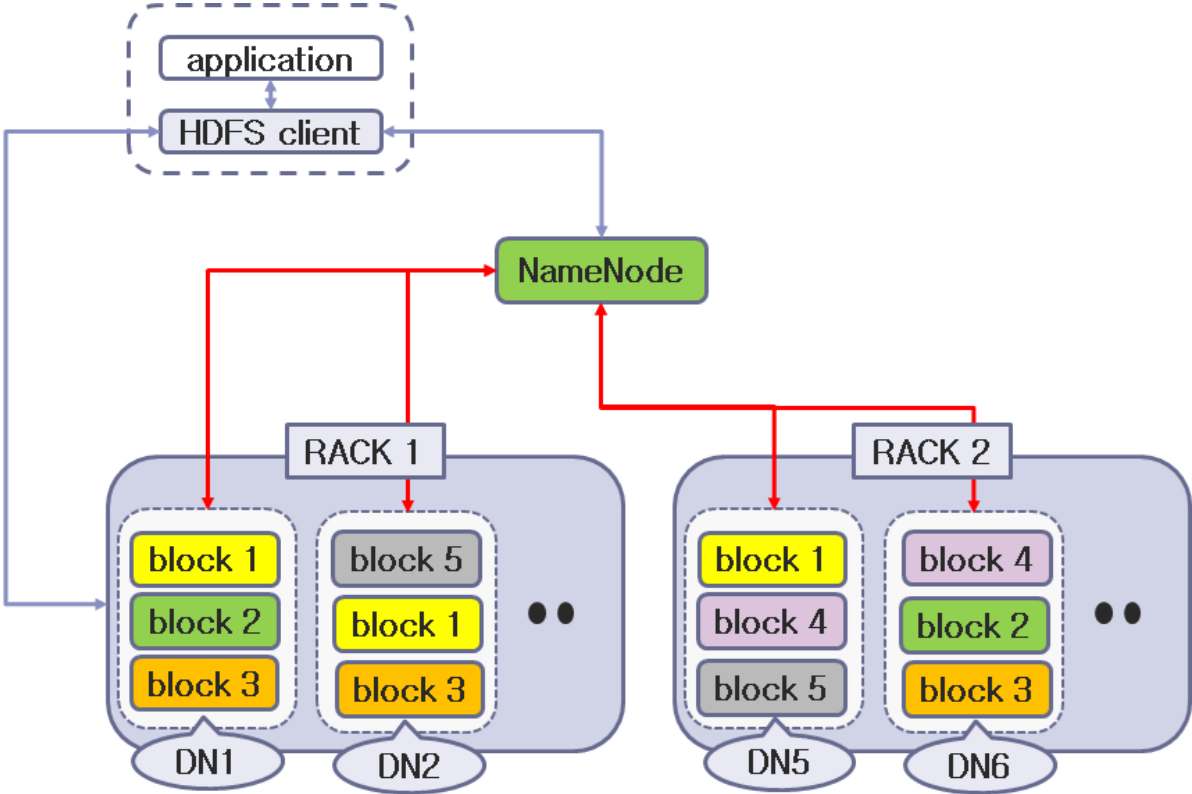 application
HDFS client
NameNode
RACK 1
RACK 2
block 1
block 2
block 3
DN1
block 5
block 1
block 3
DN2
block 1
block 4
block 5
DN5
block 4
block 2
block 3
DN6